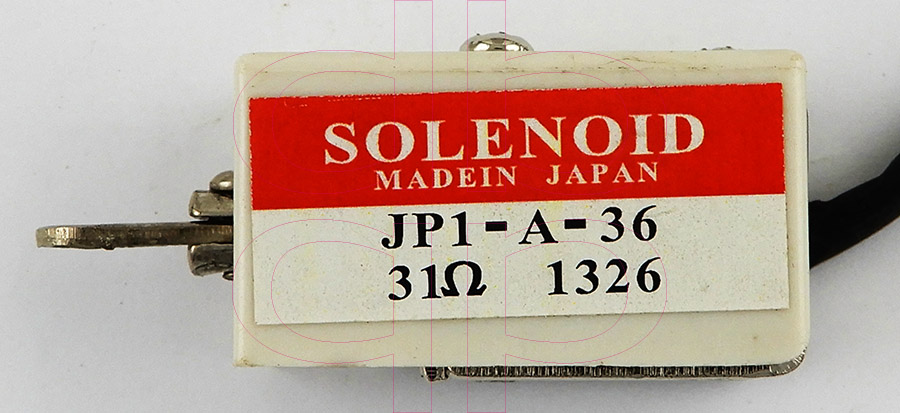 SOLENOID
MADEIN JAPAN
JP1-A-36
31Ω 1326